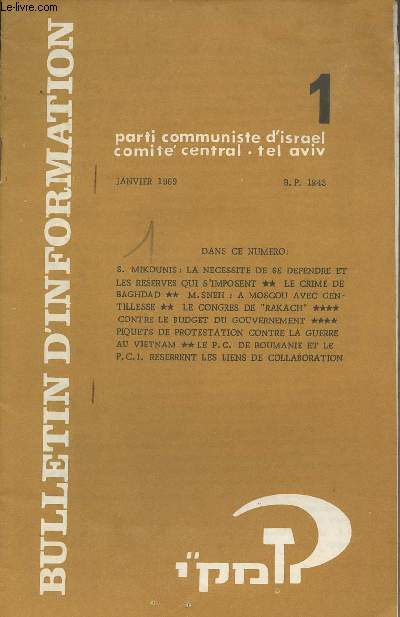 Le-livre.com
BULLETIN D'INFORMATION
1
parti communiste d'israel
comité central • tel aviv
JANVIER 1969 B.P. 1843
1
DANS CE NUMERO:
S. MIKOUNIS: LA NECESSITE DE SE DEFENDRE ET
LES RESERVES QUI S'IMPOSENT ★★ LE CRIME DE
BAGHDAD ★★ M. SNEH : A MOSCOU AVEC GEN-
TILLESSE ★★ LE CONGRES DE "RAKACH" ★★★★
CONTRE LE BUDGET DU GOUVERNEMENT ★★★★
PIQUETS DE PROTESTATION CONTRE LA GUERRE
AU VIETNAM ★★ LE P.C. DE ROUMANIE ET LE
P.C.I. RESERRENT LES LIENS DE COLLABORATION
מק"י